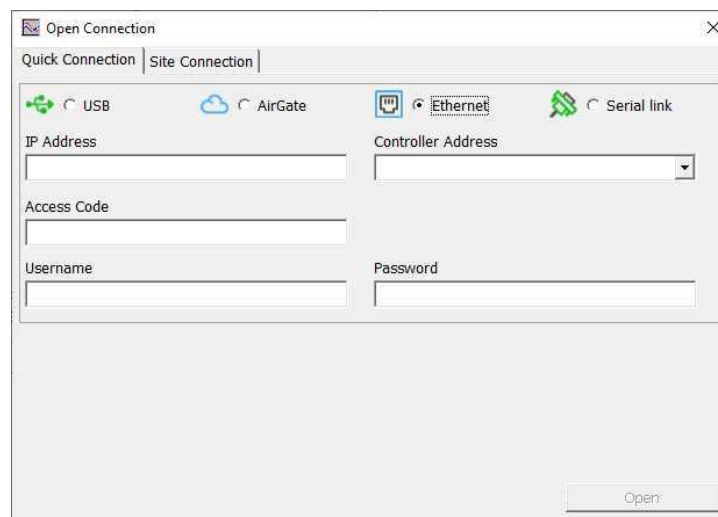 Open Connection
Quick Connection Site Connection
USB AirGate Ethernet Serial link
IP Address Controller Address
Access Code
Username Password
Open